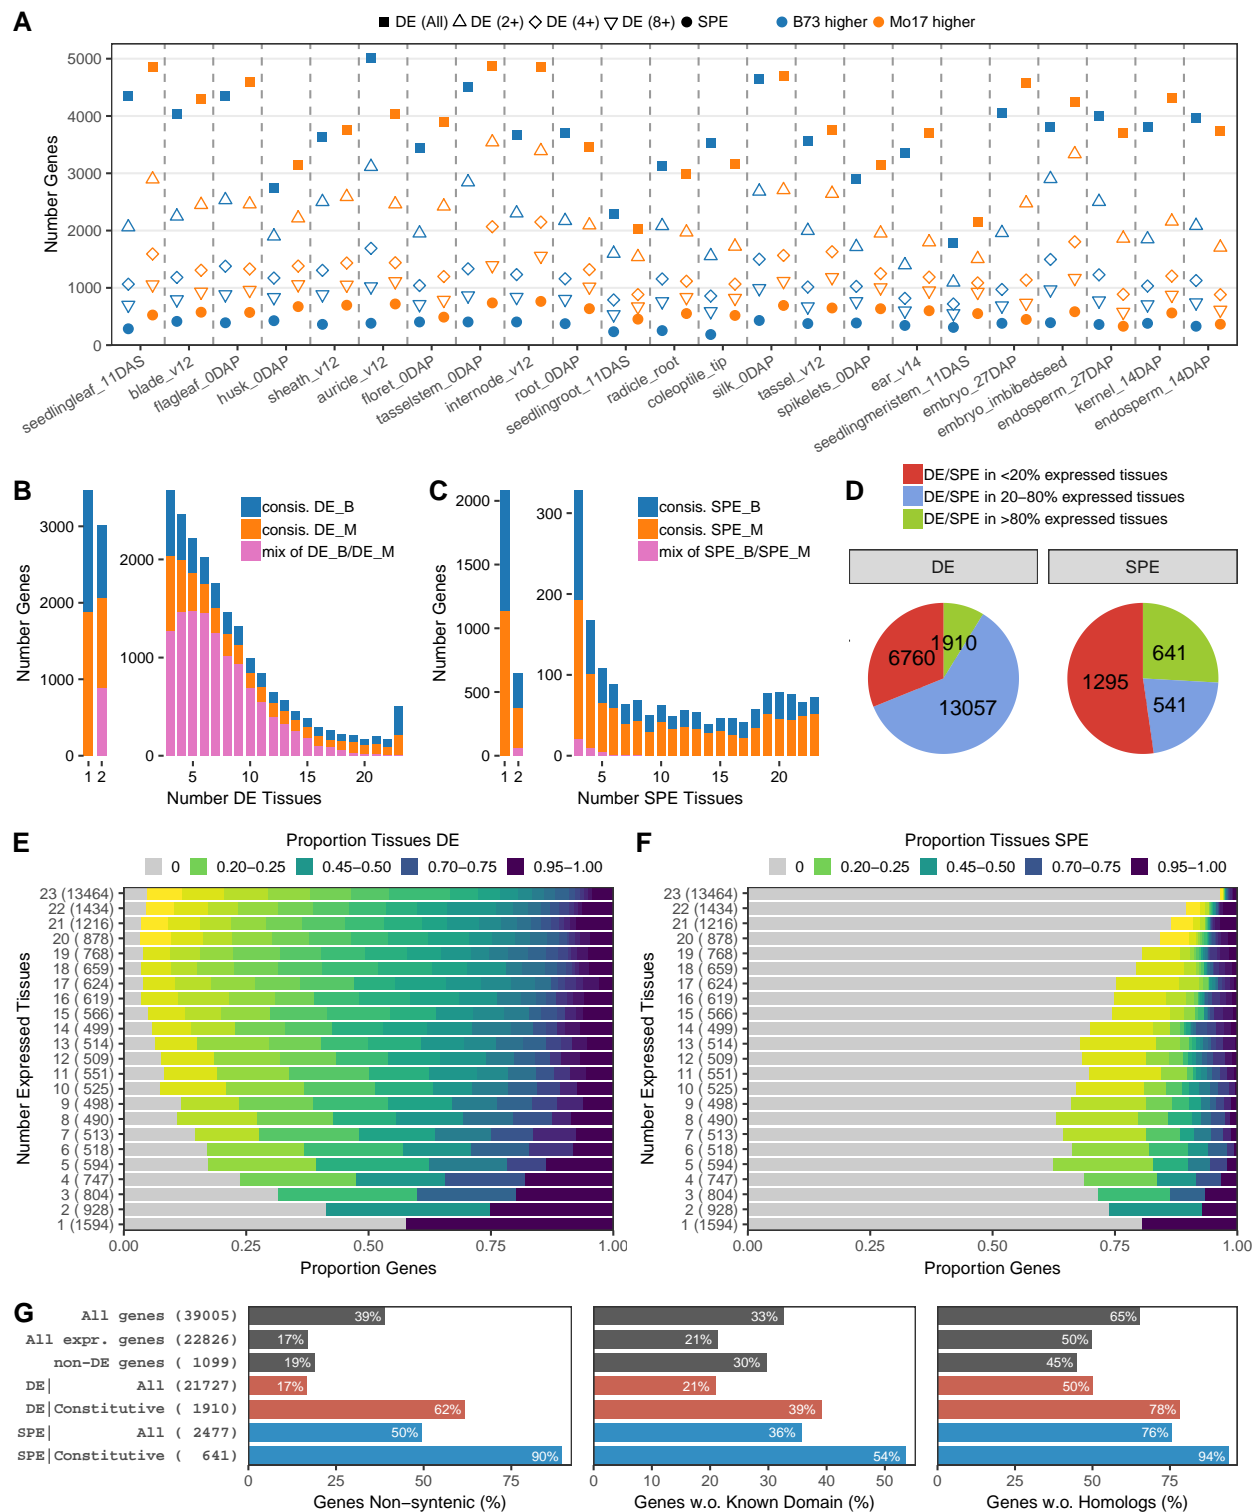 A
DE (All) DE (2+) DE (4+) DE (8+) SPE B73 higher Mo17 higher
Number Genes
5000
4000
3000
2000
1000
0
seedlingleaf_11DAS
blade_v12
flagleaf_0DAP
husk_0DAP
sheath_v12
auricle_v12
floret_0DAP
tasselstem_0DAP
internode_v12
root_0DAP
seedlingroot_11DAS
radicle_root
coleoptile_tip
silk_0DAP
tassel_v12
spikelets_0DAP
ear_v14
seedlingmeristem_11DAS
embryo_27DAP
embryo_imbibedseed
endosperm_27DAP
kernel_14DAP
endosperm_14DAP
B
consis. DE_B
consis. DE_M
mix of DE_B/DE_M
Number Genes
3000
2000
1000
0
1 2
2000
1000
0
5 10 15 20
Number DE Tissues
C
consis. SPE_B
consis. SPE_M
mix of SPE_B/SPE_M
Number Genes
2000
1500
1000
500
0
1 2
300
200
100
0
5 10 15 20
Number SPE Tissues
D
DE/SPE in <20% expressed tissues
DE/SPE in 20–80% expressed tissues
DE/SPE in >80% expressed tissues
DE
SPE
1910
6760
13057
641
1295
541
E
Proportion Tissues DE
0 0.20–0.25 0.45–0.50 0.70–0.75 0.95–1.00
Number Expressed Tissues
23 (13464)
22 (1434)
21 (1216)
20 ( 878)
19 ( 768)
18 ( 659)
17 ( 624)
16 ( 619)
15 ( 566)
14 ( 499)
13 ( 514)
12 ( 509)
11 ( 551)
10 ( 525)
9 ( 498)
8 ( 490)
7 ( 513)
6 ( 518)
5 ( 594)
4 ( 747)
3 ( 804)
2 ( 928)
1 (1594)
0.00 0.25 0.50 0.75 1.00
Proportion Genes
F
Proportion Tissues SPE
0 0.20–0.25 0.45–0.50 0.70–0.75 0.95–1.00
Number Expressed Tissues
23 (13464)
22 (1434)
21 (1216)
20 ( 878)
19 ( 768)
18 ( 659)
17 ( 624)
16 ( 619)
15 ( 566)
14 ( 499)
13 ( 514)
12 ( 509)
11 ( 551)
10 ( 525)
9 ( 498)
8 ( 490)
7 ( 513)
6 ( 518)
5 ( 594)
4 ( 747)
3 ( 804)
2 ( 928)
1 (1594)
0.00 0.25 0.50 0.75 1.00
Proportion Genes
G
All genes (39005) 39% 33% 65%
All expr. genes (22826) 17% 21% 50%
non-DE genes ( 1099) 19% 30% 45%
DE| All (21727) 17% 21% 50%
DE|Constitutive ( 1910) 62% 39% 78%
SPE| All ( 2477) 50% 36% 76%
SPE|Constitutive ( 641) 90% 54% 94%
0 25 50 75 0 10 20 30 40 50 0 25 50 75
Genes Non–syntenic (%) Genes w.o. Known Domain (%) Genes w.o. Homologs (%)